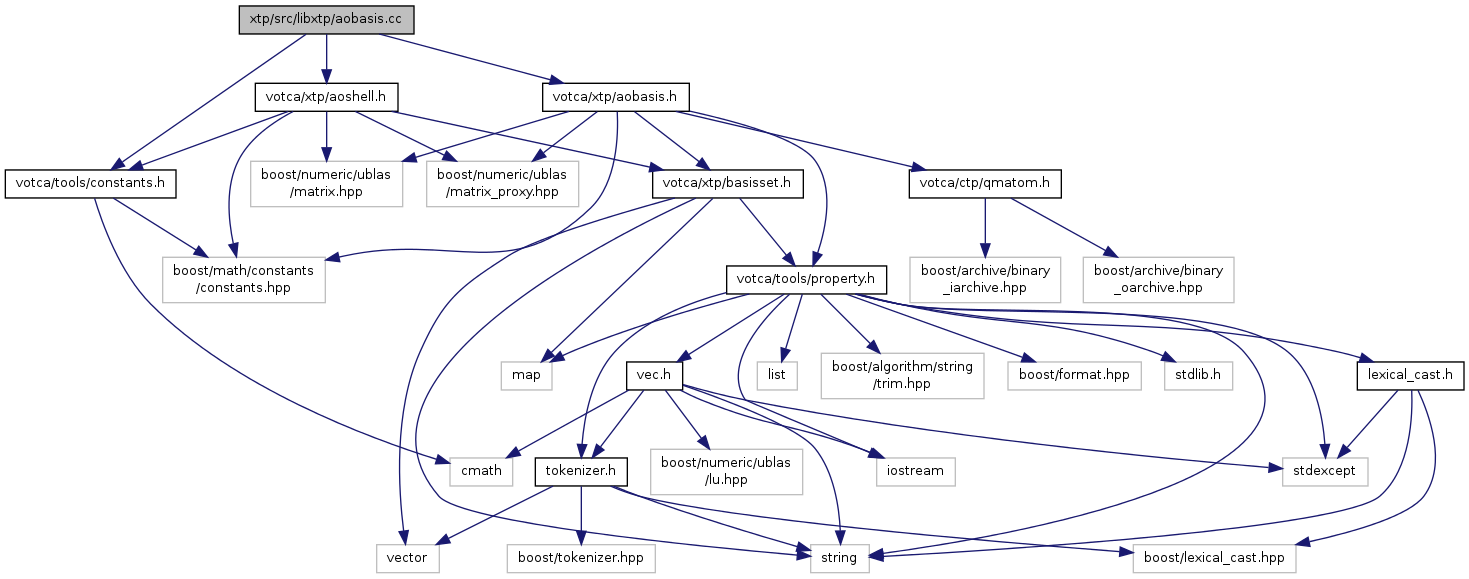 xtp/src/libxtp/aobasis.cc
votca/xtp/aoshell.h
votca/xtp/aobasis.h
votca/tools/constants.h
boost/numeric/ublas
/matrix.hpp
boost/numeric/ublas
/matrix_proxy.hpp
votca/xtp/basisset.h
votca/ctp/qmatom.h
boost/math/constants
/constants.hpp
votca/tools/property.h
boost/archive/binary
_iarchive.hpp
boost/archive/binary
_oarchive.hpp
map
vec.h
list
boost/algorithm/string
/trim.hpp
boost/format.hpp
stdlib.h
lexical_cast.h
cmath
tokenizer.h
boost/numeric/ublas
/lu.hpp
iostream
stdexcept
vector
boost/tokenizer.hpp
string
boost/lexical_cast.hpp